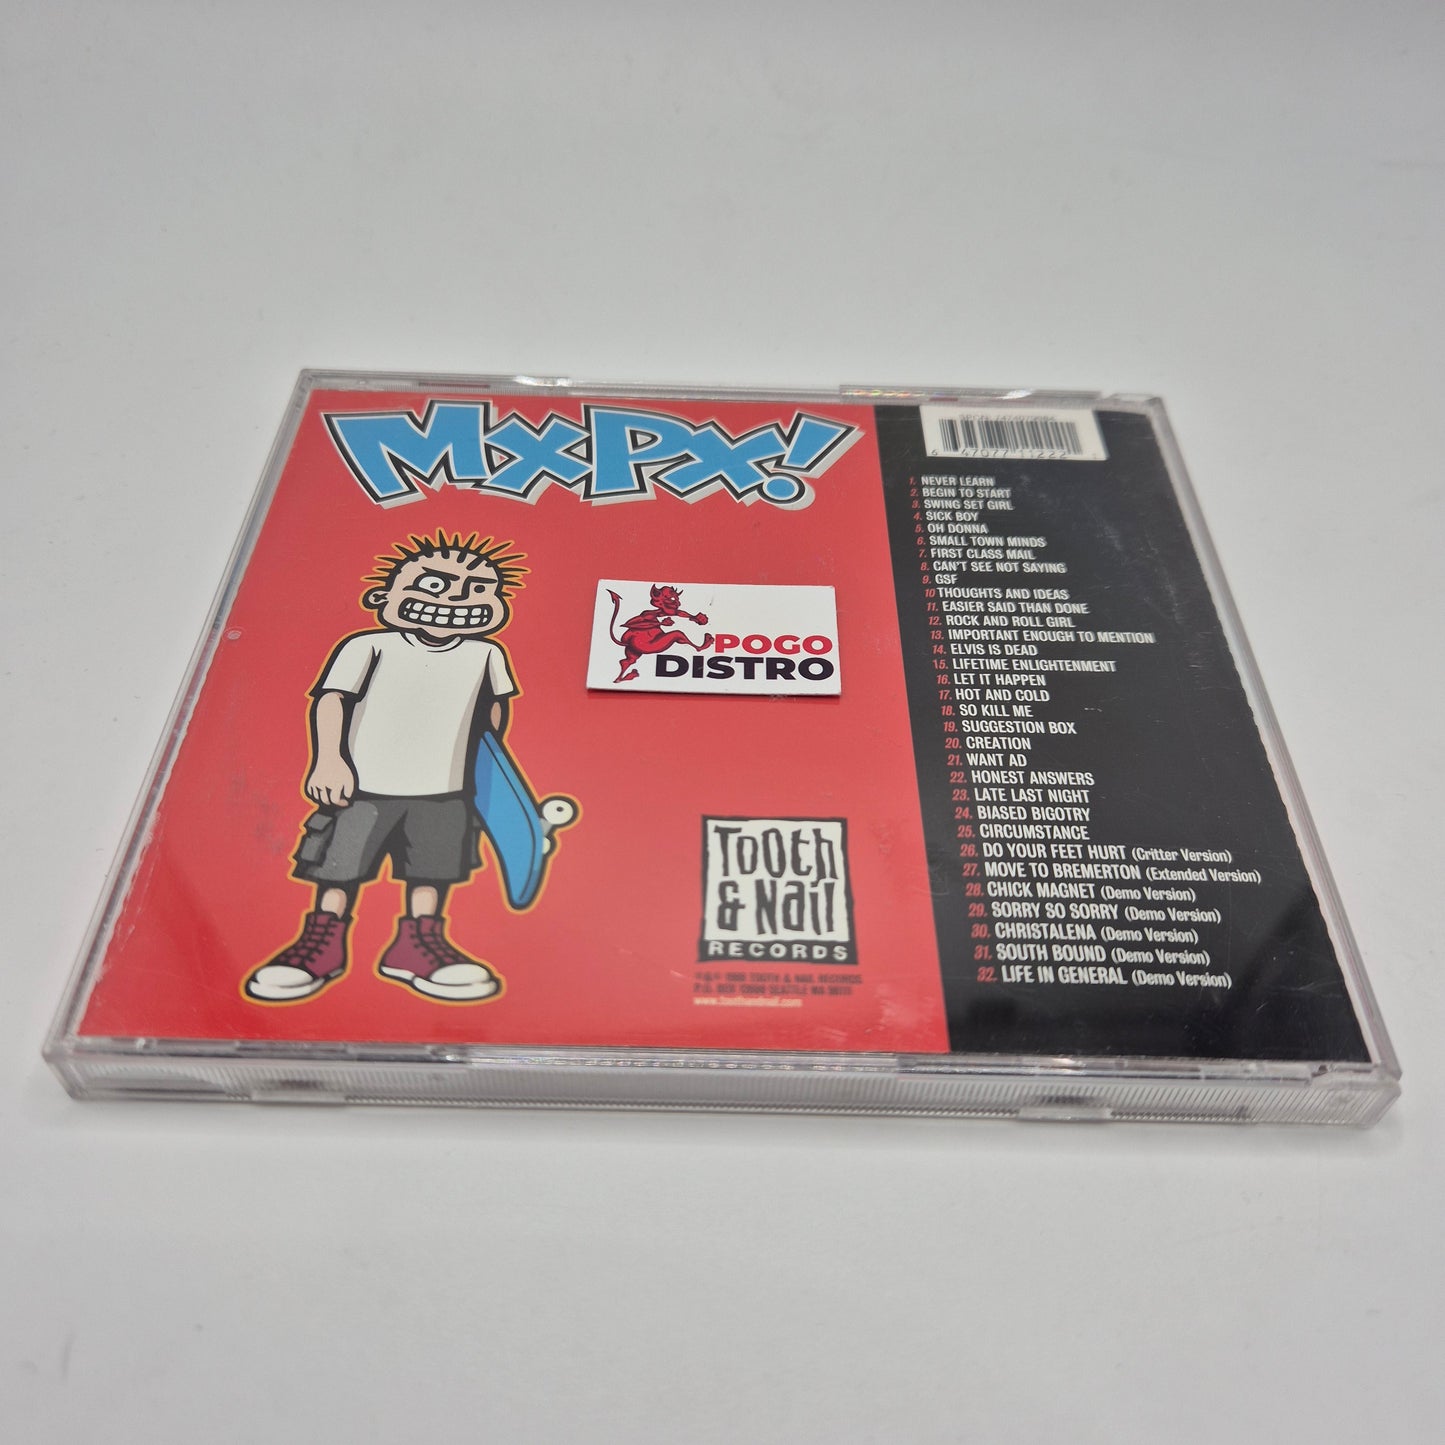 MXPX!
POGO
DISTRO
TOOth
& Nail
RECORDS
www.toothandnail.com
6 47077 11222
1. NEVER LEARN
2. BEGIN TO START
3. SWING SET GIRL
4. SICK BOY
5. OH DONNA
6. SMALL TOWN MINDS
7. FIRST CLASS MAIL
8. CAN'T SEE NOT SAYING
9. GSF
10 THOUGHTS AND IDEAS
11. EASIER SAID THAN DONE
12. ROCK AND ROLL GIRL
13. IMPORTANT ENOUGH TO MENTION
14. ELVIS IS DEAD
15. LIFETIME ENLIGHTENMENT
16. LET IT HAPPEN
17. HOT AND COLD
18. SO KILL ME
19. SUGGESTION BOX
20. CREATION
21. WANT AD
22. HONEST ANSWERS
23. LATE LAST NIGHT
24. BIASED BIGOTRY
25. CIRCUMSTANCE
26. DO YOUR FEET HURT (Critter Version)
27. MOVE TO BREMERTON (Extended Version)
28. CHICK MAGNET (Demo Version)
29. SORRY SO SORRY (Demo Version)
30. CHRISTALENA (Demo Version)
31. SOUTH BOUND (Demo Version)
32. LIFE IN GENERAL (Demo Version)